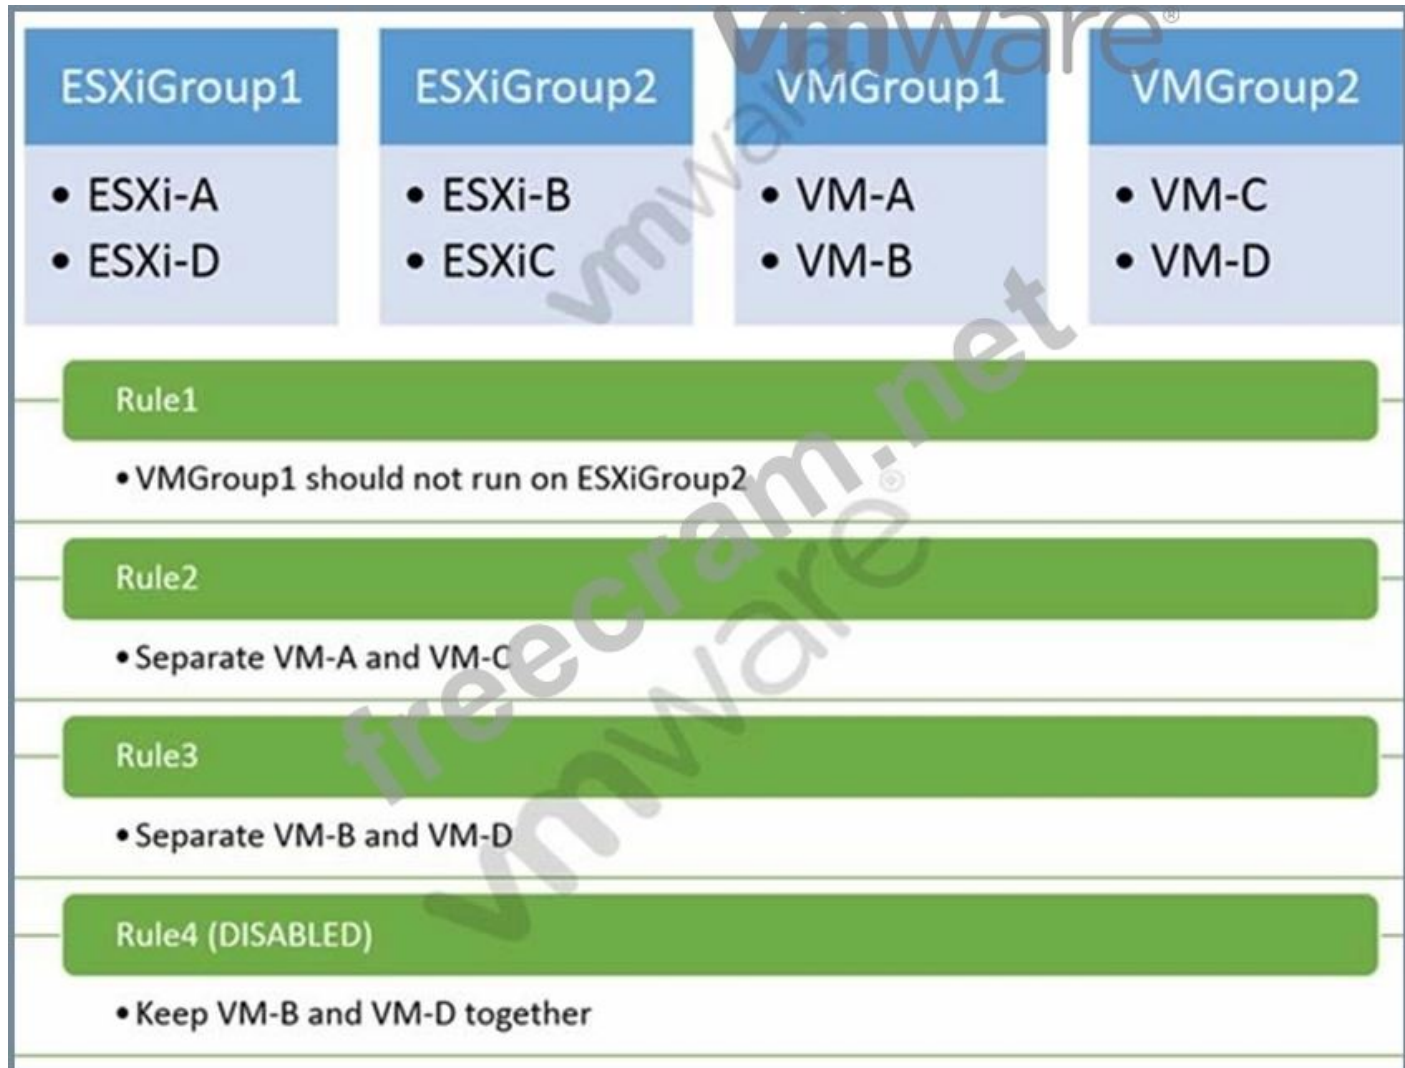 vmware®
ESXiGroup1
• ESXi-A
• ESXi-D
ESXiGroup2
• ESXi-B
• ESXiC
VMGroup1
• VM-A
• VM-B
VMGroup2
• VM-C
• VM-D
vmware
freecram.net
vmware®
Rule1
• VMGroup1 should not run on ESXiGroup2
Rule2
• Separate VM-A and VM-C
Rule3
• Separate VM-B and VM-D
Rule4 (DISABLED)
• Keep VM-B and VM-D together